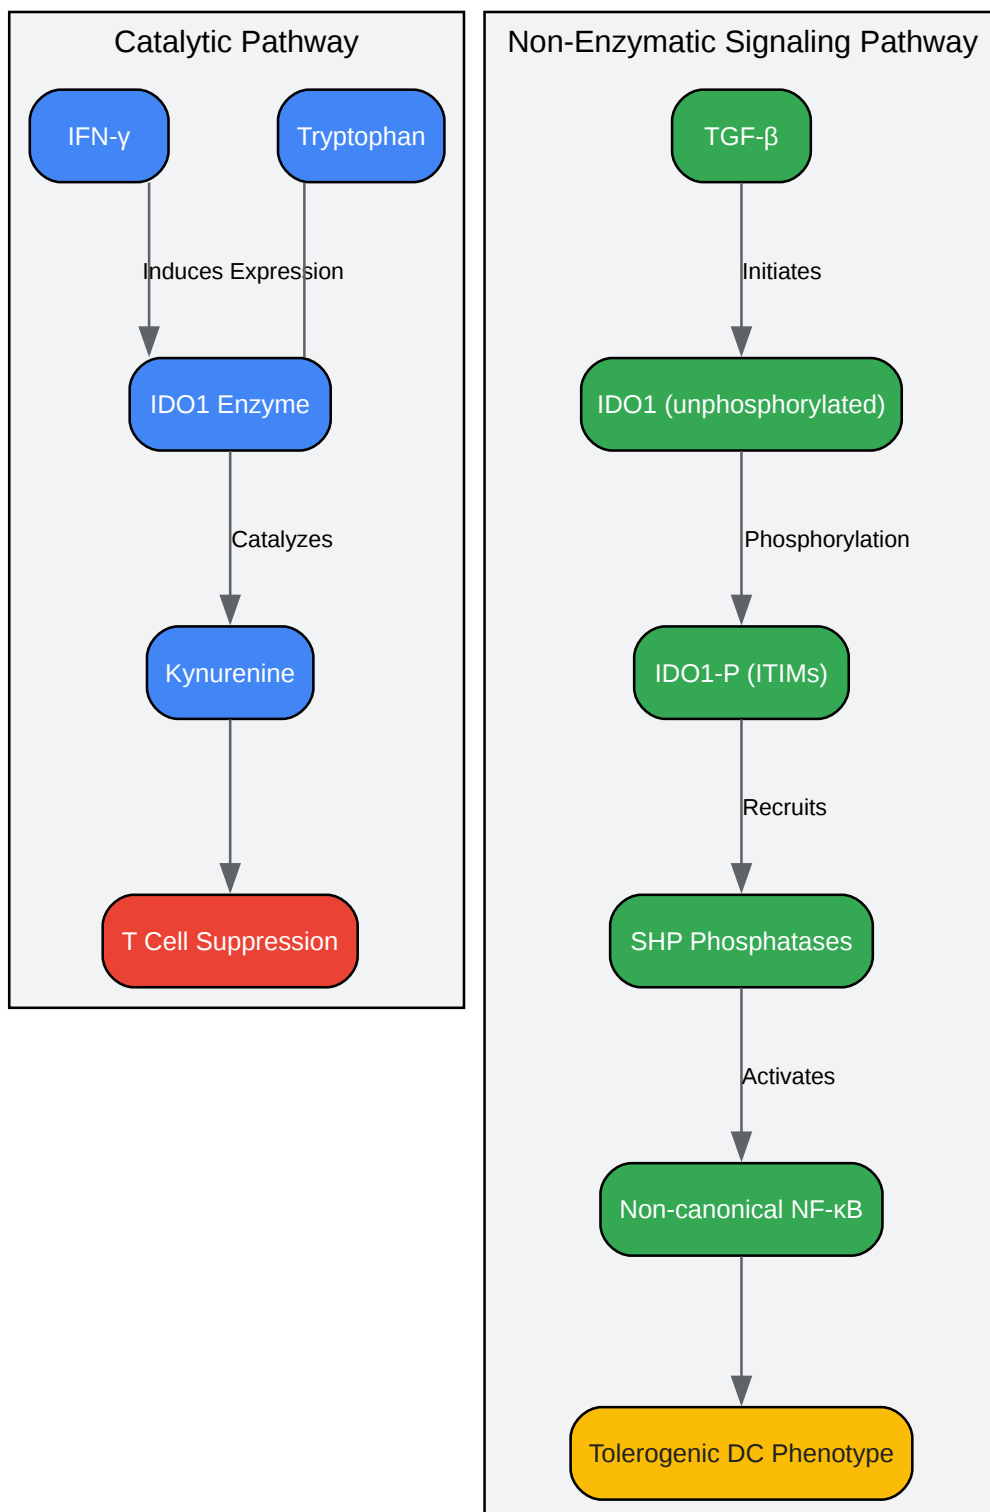 Catalytic Pathway
IFN-γ
Tryptophan
Induces Expression
IDO1 Enzyme
Catalyzes
Kynurenine
T Cell Suppression
Non-Enzymatic Signaling Pathway
TGF-β
Initiates
IDO1 (unphosphorylated)
Phosphorylation
IDO1-P (ITIMs)
Recruits
SHP Phosphatases
Activates
Non-canonical NF-κB
Tolerogenic DC Phenotype